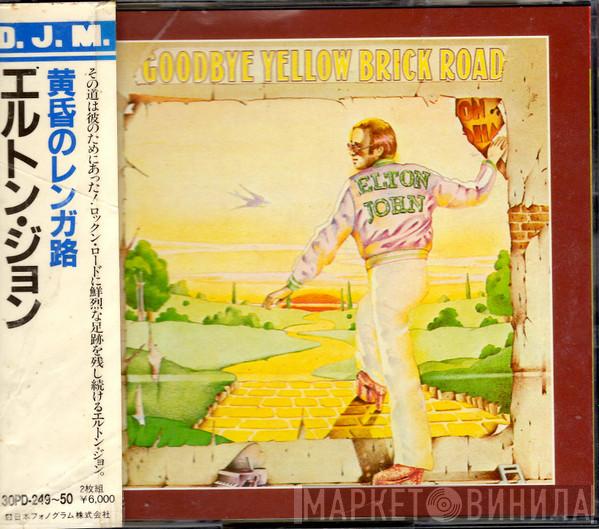 D.J.M.
黄昏のレンガ路
エルトン・ジョン
その道は彼のためにあった！ロックン・ロードに鮮烈な足跡を残し続けるエルトン・ジョン。
30PD-249~50
2枚組
¥6,000
日本フォノグラム株式会社
GOODBYE YELLOW BRICK ROAD
ELTON
JOHN
МАРКЕТ ВИНИЛА